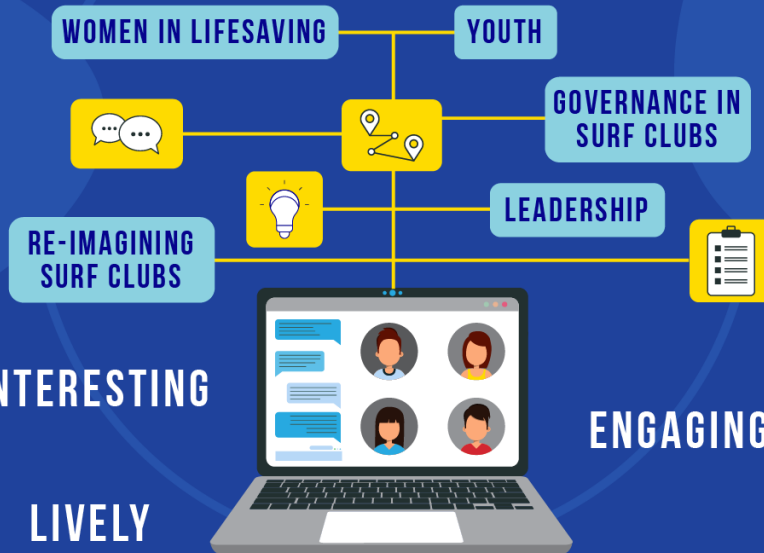 WOMEN IN LIFESAVING
YOUTH
GOVERNANCE IN
SURF CLUBS
LEADERSHIP
RE-IMAGINING
SURF CLUBS
NTERESTING
ENGAGING
LIVELY